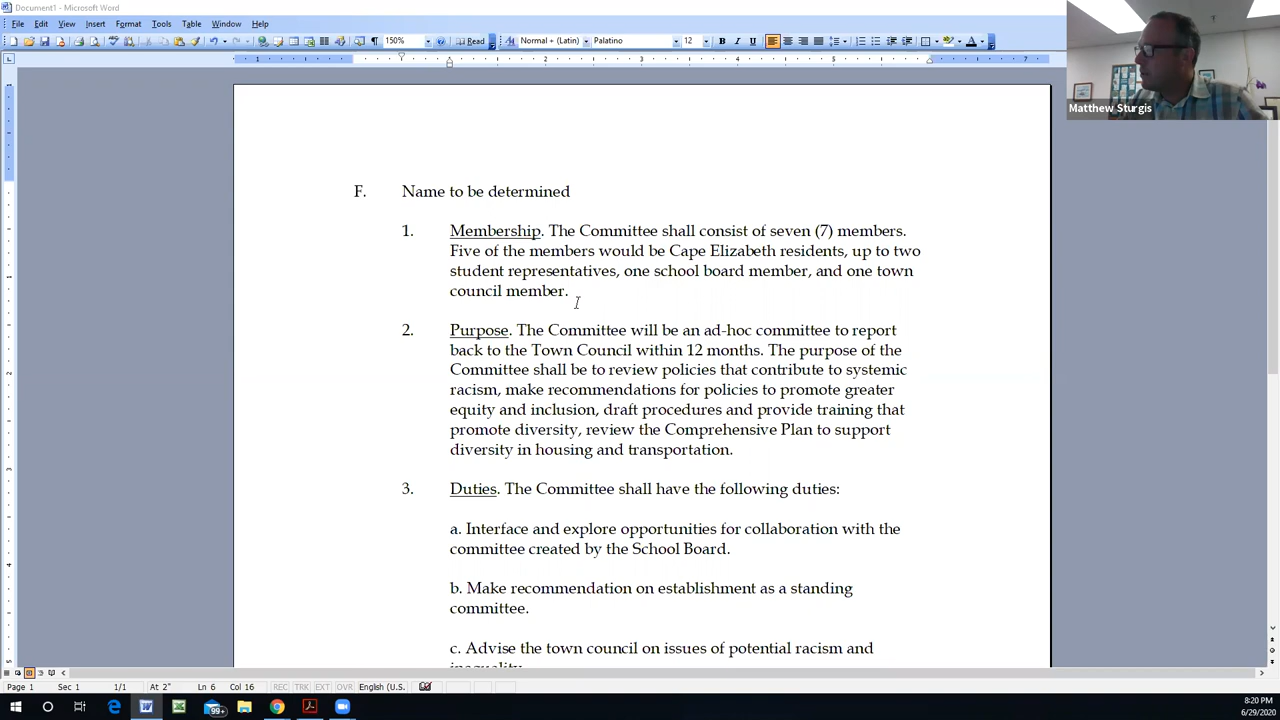 Document1 - Microsoft Word
File Edit View Insert Format Tools Table Window Help
150% Read Normal + (Latin) Palatino 12 B I U
Matthew Sturgis
1 2 4 5 7
F. Name to be determined
1. Membership. The Committee shall consist of seven (7) members.
Five of the members would be Cape Elizabeth residents, up to two
student representatives, one school board member, and one town
council member.
2. Purpose. The Committee will be an ad-hoc committee to report
back to the Town Council within 12 months. The purpose of the
Committee shall be to review policies that contribute to systemic
racism, make recommendations for policies to promote greater
equity and inclusion, draft procedures and provide training that
promote diversity, review the Comprehensive Plan to support
diversity in housing and transportation.
3. Duties. The Committee shall have the following duties:
a. Interface and explore opportunities for collaboration with the
committee created by the School Board.
b. Make recommendation on establishment as a standing
committee.
c. Advise the town council on issues of potential racism and
inequality.
Page 1 Sec 1 1/1 At 2" Ln 6 Col 16 REC TRK EXT OVR English (U.S.
99+
8:20 PM
6/29/2020